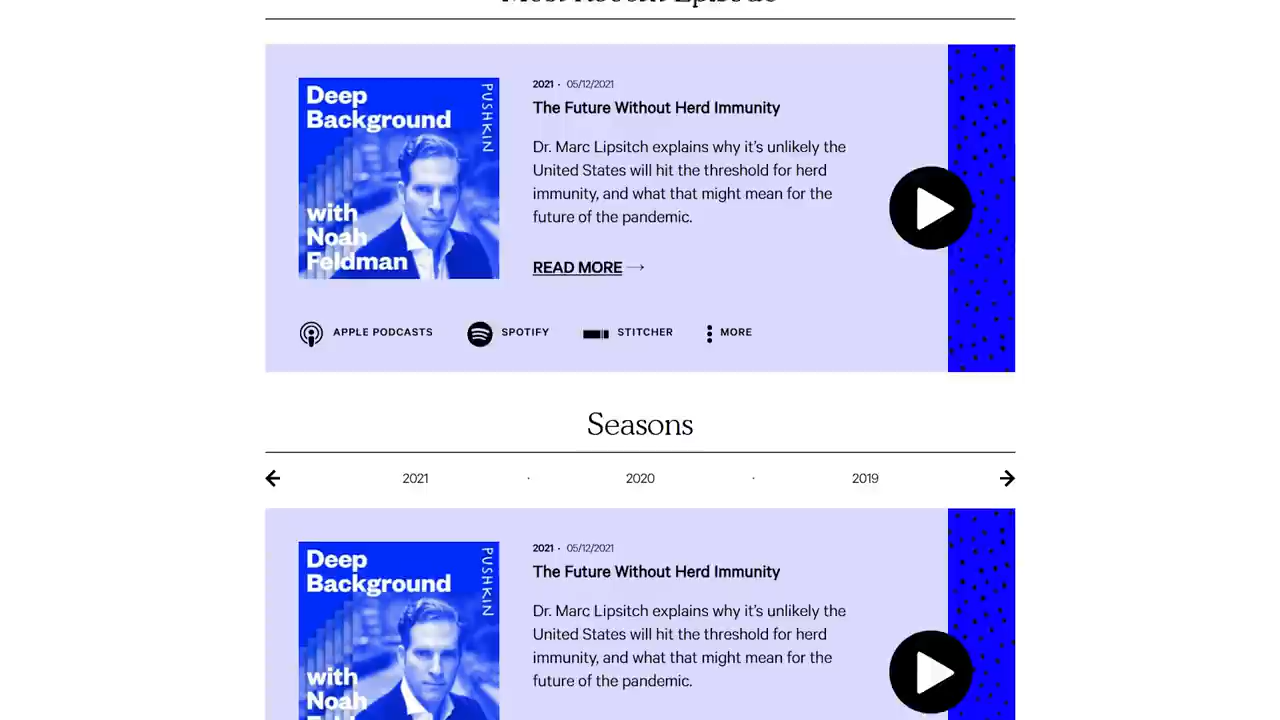 Most Recent Episode
Deep
Background
PUSHKIN
with
Noah
Feldman
2021 · 05/12/2021
The Future Without Herd Immunity
Dr. Marc Lipsitch explains why it's unlikely the
United States will hit the threshold for herd
immunity, and what that might mean for the
future of the pandemic.
READ MORE →
APPLE PODCASTS
SPOTIFY
STITCHER
MORE
Seasons
← 2021 · 2020 · 2019 →
Deep
Background
PUSHKIN
with
Noah
2021 · 05/12/2021
The Future Without Herd Immunity
Dr. Marc Lipsitch explains why it's unlikely the
United States will hit the threshold for herd
immunity, and what that might mean for the
future of the pandemic.